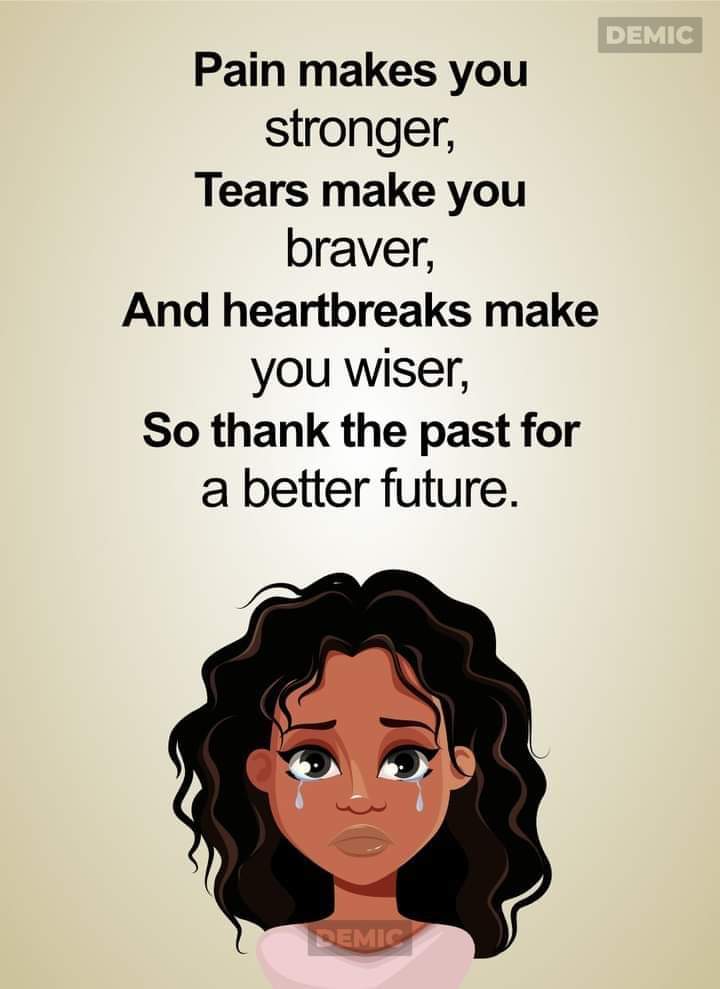 DEMIC
Pain makes you
stronger,
Tears make you
braver,
And heartbreaks make
you wiser,
So thank the past for
a better future.
DEMIC